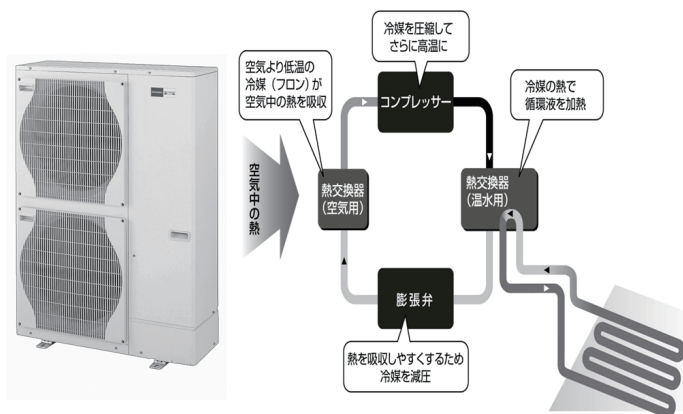 冷媒を圧縮して
さらに高温に
空気より低温の
冷媒（フロン）が
空気中の熱を吸収
コンプレッサー
冷媒の熱で
循環液を加熱
空気中の熱
熱交換器
（空気用）
熱交換器
（温水用）
膨張弁
熱を吸収しやすくするため
冷媒を減圧